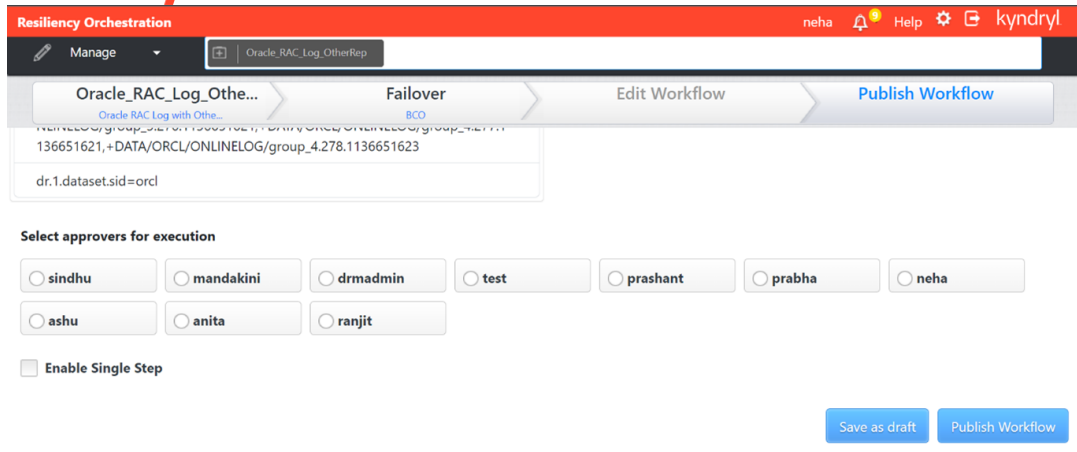 Resiliency Orchestration
neha 9 Help kyndryl
Manage Oracle_RAC_Log_OtherRep
Oracle_RAC_Log_Othe... Failover Edit Workflow Publish Workflow
Oracle RAC Log with Othe... BCO
136651621,+DATA/ORCL/ONLINELOG/group_4.278.1136651623
dr.1.dataset.sid=orcl
Select approvers for execution
sindhu mandakini drmadmin test prashant prabha neha
ashu anita ranjit
Enable Single Step
Save as draft Publish Workflow